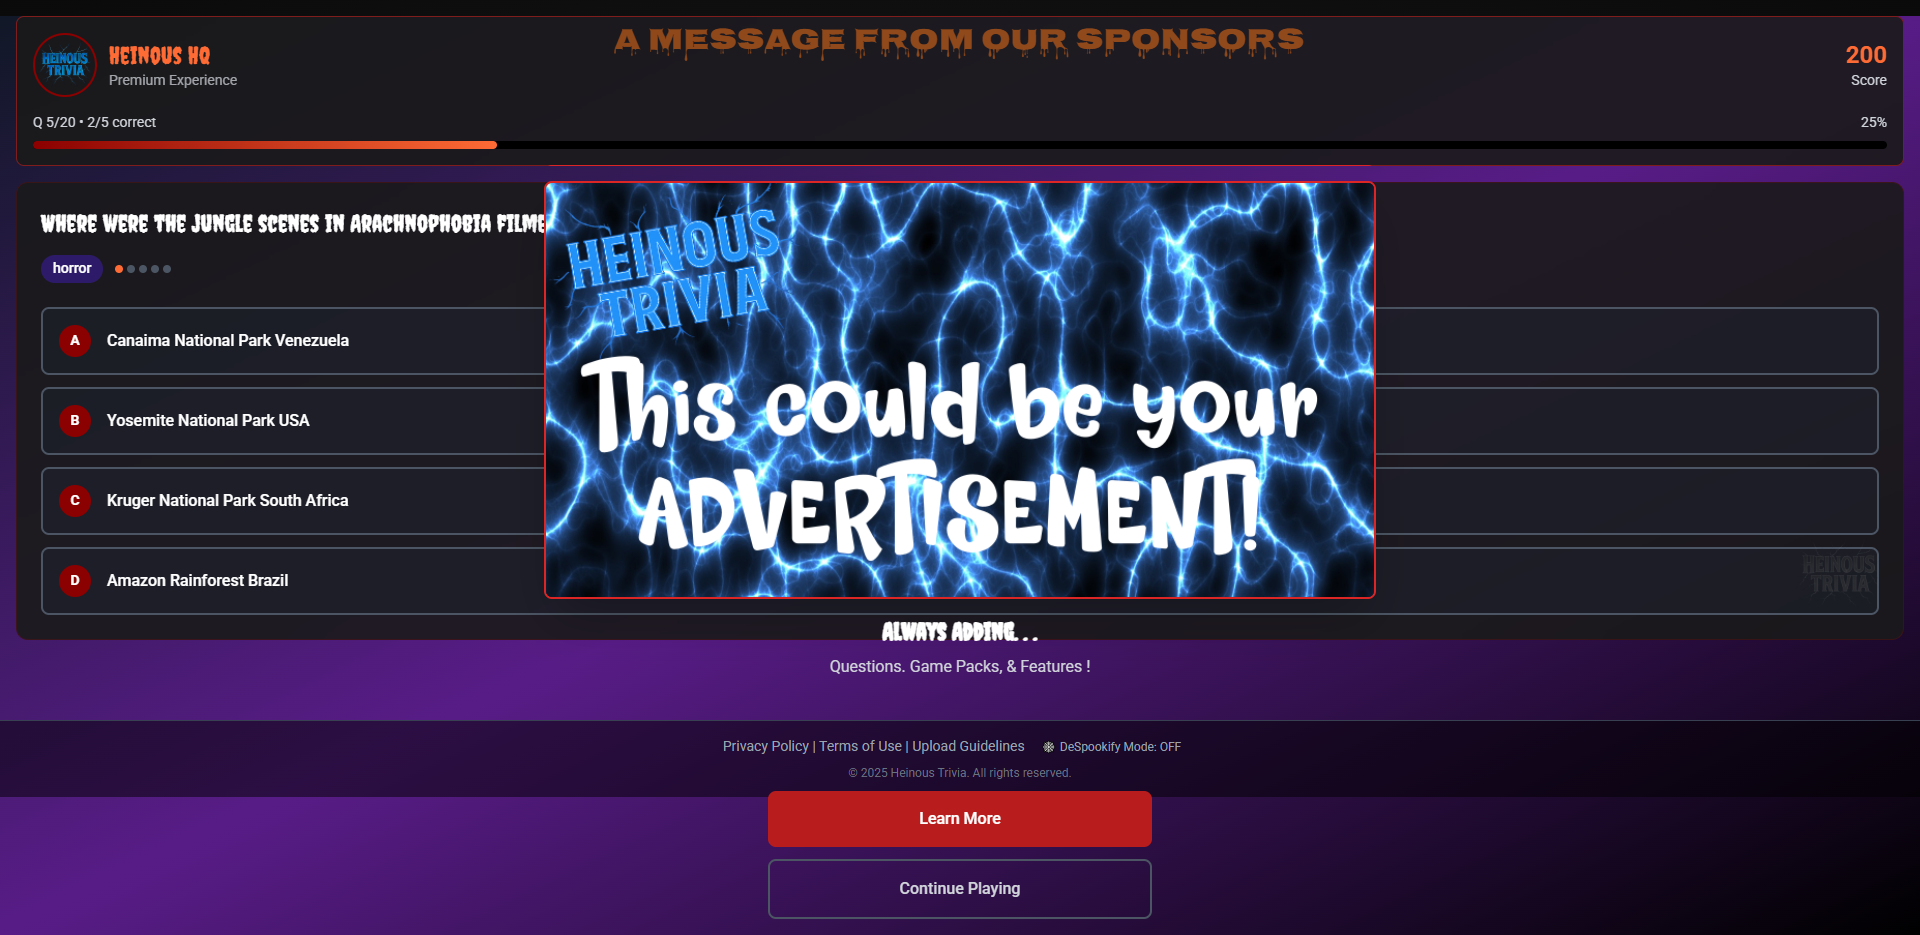 A MESSAGE FROM OUR SPONSORS
HEINOUS TRIVIA
HEINOUS HQ
Premium Experience
200
Score
Q 5/20 • 2/5 correct
25%
WHERE WERE THE JUNGLE SCENES IN ARACHNOPHOBIA FILME
horror
A Canaima National Park Venezuela
B Yosemite National Park USA
C Kruger National Park South Africa
D Amazon Rainforest Brazil
HEINOUS
TRIVIA
This could be your
ADVERTISEMENT!
HEINOUS
TRIVIA
ALWAYS ADDING...
Questions. Game Packs, & Features !
Privacy Policy | Terms of Use | Upload Guidelines
DeSpookify Mode: OFF
© 2025 Heinous Trivia. All rights reserved.
Learn More
Continue Playing